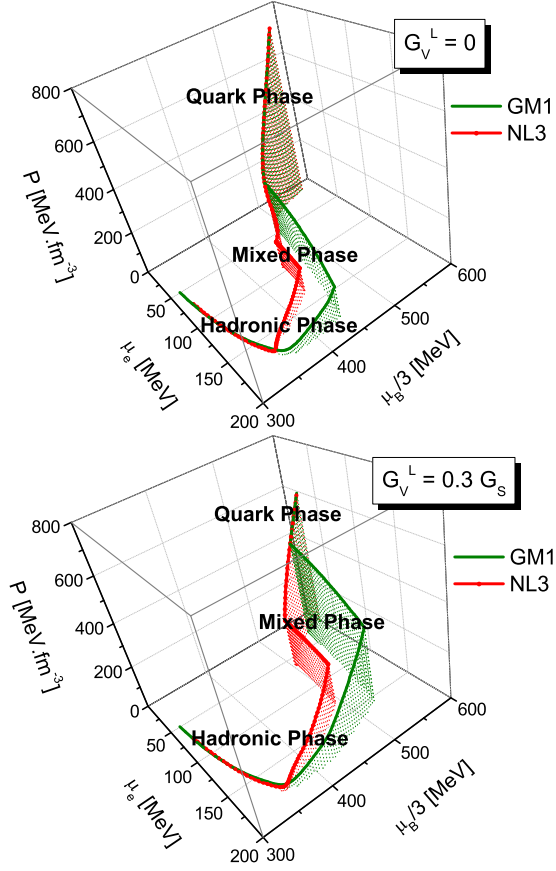 G_V^L = 0
GM1
NL3
Quark Phase
Mixed Phase
Hadronic Phase
P [MeV.fm^-3]
800
600
400
200
0
μ_e [MeV]
50
100
150
200
μ_B/3 [MeV]
300
400
500
600
G_V^L = 0.3 G_S
GM1
NL3
Quark Phase
Mixed Phase
Hadronic Phase
P [MeV.fm^-3]
800
600
400
200
0
μ_e [MeV]
50
100
150
200
μ_B/3 [MeV]
300
400
500
600